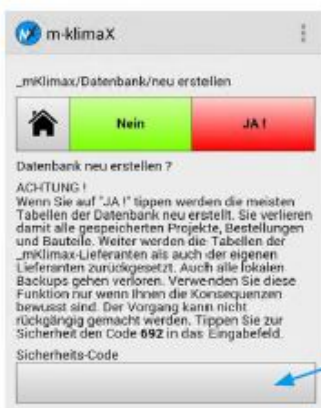 m-klimaX
_mKlimax/Datenbank/neu erstellen
Nein
JA !
Datenbank neu erstellen ?
ACHTUNG !
Wenn Sie auf "JA !" tippen werden die meisten
Tabellen der Datenbank neu erstellt. Sie verlieren
damit alle gespeicherten Projekte, Bestellungen
und Bauteile. Weiter werden die Tabellen der
_mKlimax-Lieferanten als auch der eigenen
Lieferanten zurückgesetzt. Auch alle lokalen
Backups gehen verloren. Verwenden Sie diese
Funktion nur wenn Ihnen die Konsequenzen
bewusst sind. Der Vorgang kann nicht
rückgängig gemacht werden. Tippen Sie zur
Sicherheit den Code 692 in das Eingabefeld.
Sicherheits-Code